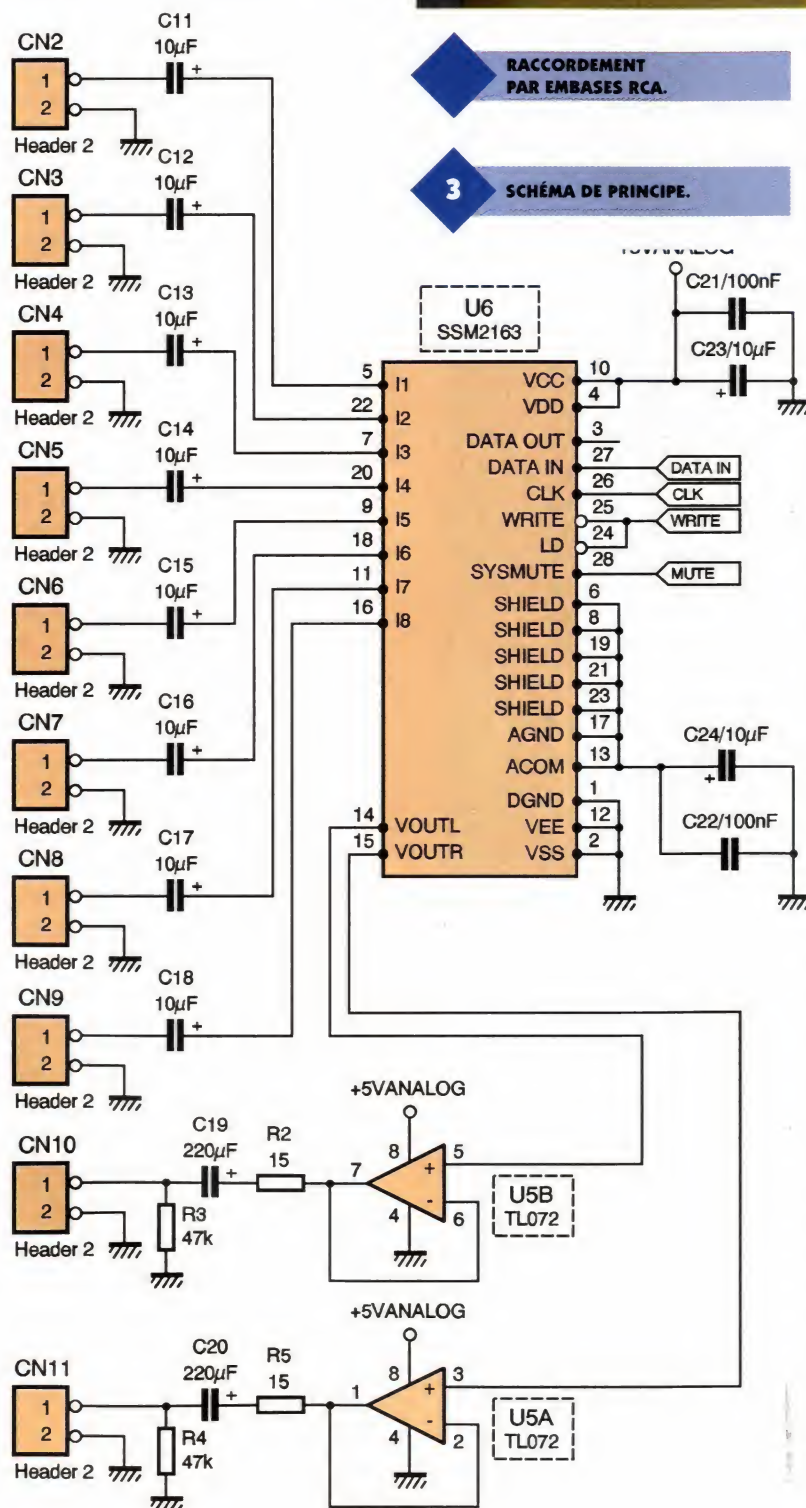 RACCORDEMENT
PAR EMBASES RCA.
3
SCHÉMA DE PRINCIPE.
CN2
1
2
Header 2
C11
10µF
+
CN3
1
2
Header 2
C12
10µF
+
CN4
1
2
Header 2
C13
10µF
+
CN5
1
2
Header 2
C14
10µF
+
CN6
1
2
Header 2
C15
10µF
+
CN7
1
2
Header 2
C16
10µF
+
CN8
1
2
Header 2
C17
10µF
+
CN9
1
2
Header 2
C18
10µF
+
U6
SSM2163
5 I1
22 I2
7 I3
20 I4
9 I5
18 I6
11 I7
16 I8
14 VOUTL
15 VOUTR
VCC 10
VDD 4
DATA OUT 3
DATA IN 27 DATA IN
CLK 26 CLK
WRITE 25 WRITE
LD 24
SYSMUTE 28 MUTE
SHIELD 6
SHIELD 8
SHIELD 19
SHIELD 21
SHIELD 23
AGND 17
ACOM 13
DGND 1
VEE 12
VSS 2
C21/100nF
C23/10µF
+
C24/10µF
+
C22/100nF
CN10
1
2
Header 2
R3
47k
C19
220µF
+
R2
15
+5VANALOG
7
8
4
+
-
5
6
U5B
TL072
CN11
1
2
Header 2
R4
47k
C20
220µF
+
R5
15
+5VANALOG
1
8
4
+
-
3
2
U5A
TL072